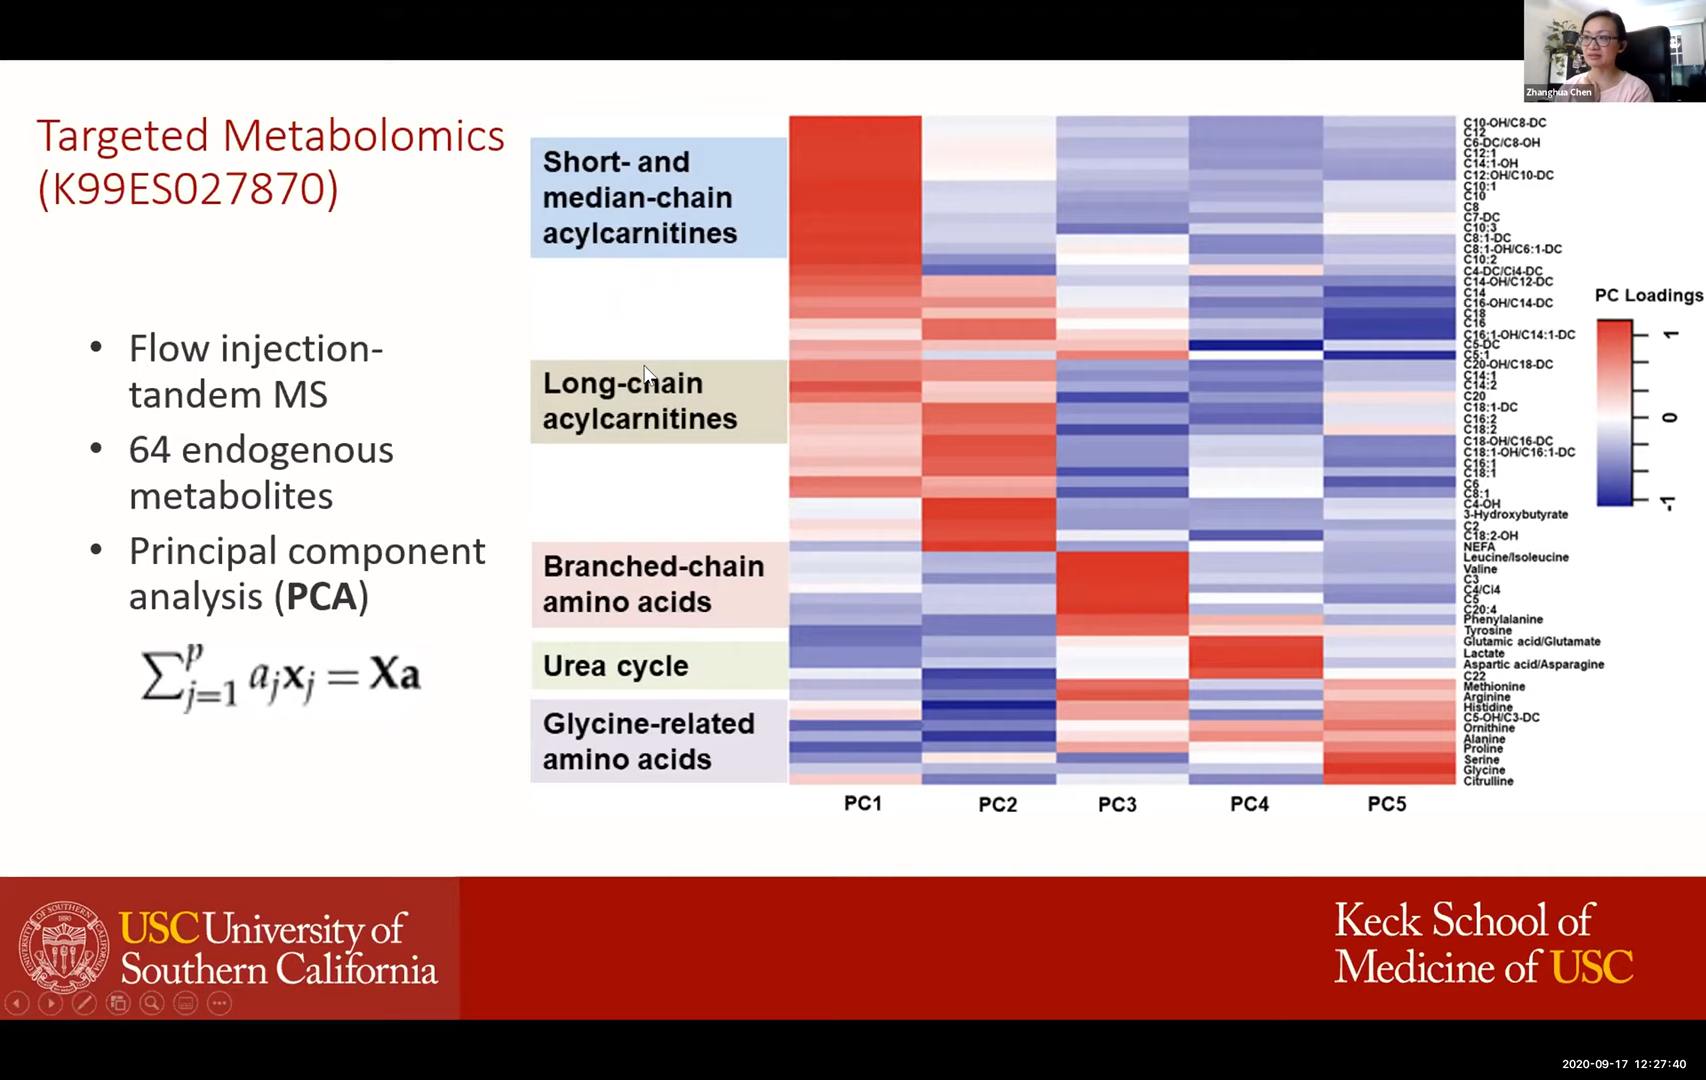 Zhanghua Chen
Targeted Metabolomics
(K99ES027870)
• Flow injection-
tandem MS
• 64 endogenous
metabolites
• Principal component
analysis (PCA)
∑_{j=1}^{p} a_j x_j = Xa
Short- and
median-chain
acylcarnitines
Long-chain
acylcarnitines
Branched-chain
amino acids
Urea cycle
Glycine-related
amino acids
PC1 PC2 PC3 PC4 PC5
C10-OH/C8-DC
C12
C6-DC/C8-OH
C12:1
C14:1-OH
C12:OH/C10-DC
C10:1
C10
C8
C7-DC
C10:3
C8:1-DC
C8:1-OH/C6:1-DC
C10:2
C4-DC/Ci4-DC
C14-OH/C12-DC
C14
C16-OH/C14-DC
C18
C16
C16:1-OH/C14:1-DC
C5-DC
C5:1
C20-OH/C18-DC
C14:1
C14:2
C20
C18:1-DC
C16:2
C18:2
C18-OH/C16-DC
C18:1-OH/C16:1-DC
C16:1
C18:1
C6
C8:1
C4-OH
3-Hydroxybutyrate
C2
C18:2-OH
NEFA
Leucine/Isoleucine
Valine
C3
C4/Ci4
C5
C20:4
Phenylalanine
Tyrosine
Glutamic acid/Glutamate
Lactate
Aspartic acid/Asparagine
C22
Methionine
Arginine
Histidine
C5-OH/C3-DC
Ornithine
Alanine
Proline
Serine
Glycine
Citrulline
PC Loadings
1
0
-1
USC University of
Southern California
Keck School of
Medicine of USC
2020-09-17 12:27:40